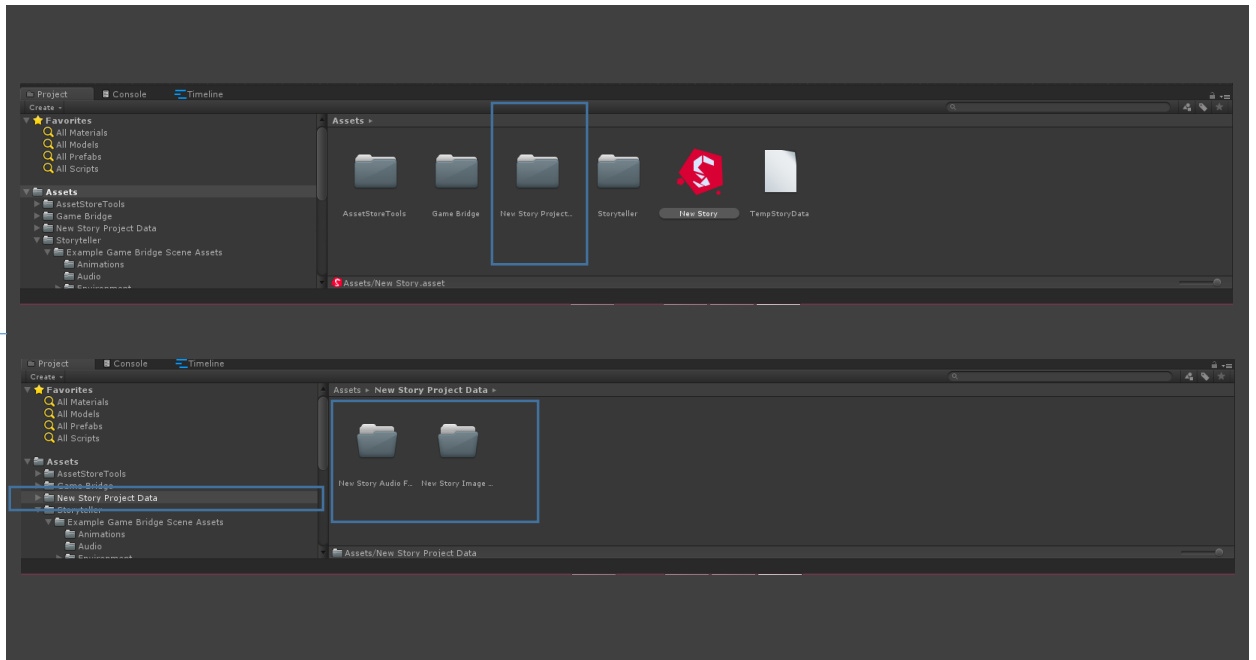 Project Console Timeline
Create
Favorites
All Materials
All Models
All Prefabs
All Scripts
Assets
AssetStoreTools
Game Bridge
New Story Project Data
Storyteller
Example Game Bridge Scene Assets
Animations
Audio
Environment
Assets
AssetStoreTools Game Bridge New Story Project... Storyteller New Story TempStoryData
Assets/New Story.asset
Project Console Timeline
Create
Favorites
All Materials
All Models
All Prefabs
All Scripts
Assets
AssetStoreTools
Game Bridge
New Story Project Data
Storyteller
Example Game Bridge Scene Assets
Animations
Audio
Environment
Assets New Story Project Data
New Story Audio F... New Story Image ...
Assets/New Story Project Data